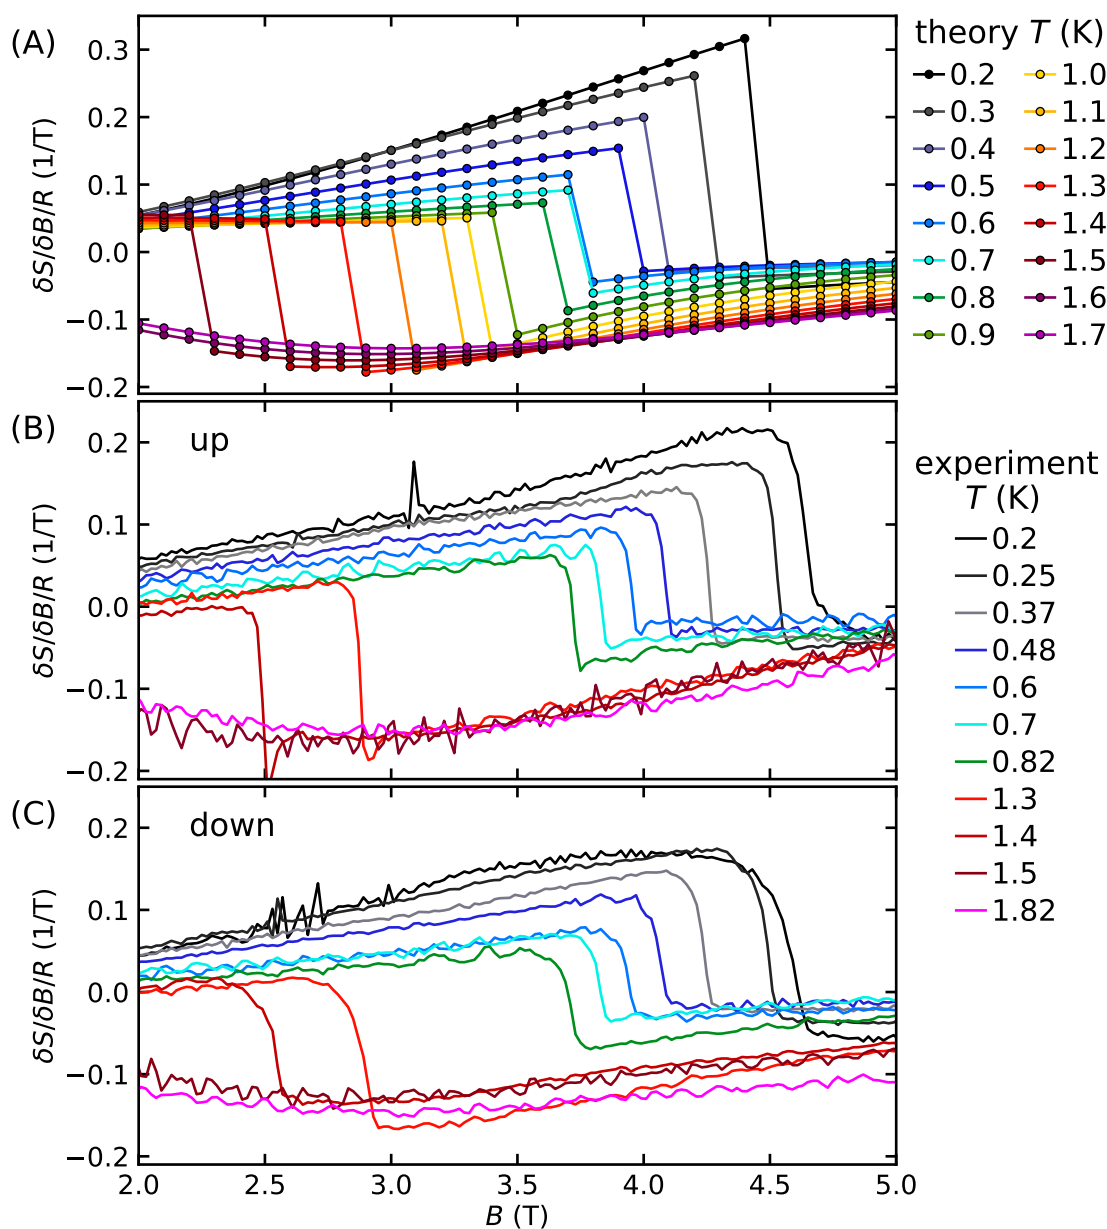 (A)
δS/δB/R (1/T)
0.3
0.2
0.1
0.0
−0.1
−0.2
theory T (K)
0.2 1.0
0.3 1.1
0.4 1.2
0.5 1.3
0.6 1.4
0.7 1.5
0.8 1.6
0.9 1.7
(B)
up
δS/δB/R (1/T)
0.2
0.1
0.0
−0.1
−0.2
experiment
T (K)
0.2
0.25
0.37
0.48
0.6
0.7
0.82
1.3
1.4
1.5
1.82
(C)
down
δS/δB/R (1/T)
0.2
0.1
0.0
−0.1
−0.2
2.0 2.5 3.0 3.5 4.0 4.5 5.0
B (T)